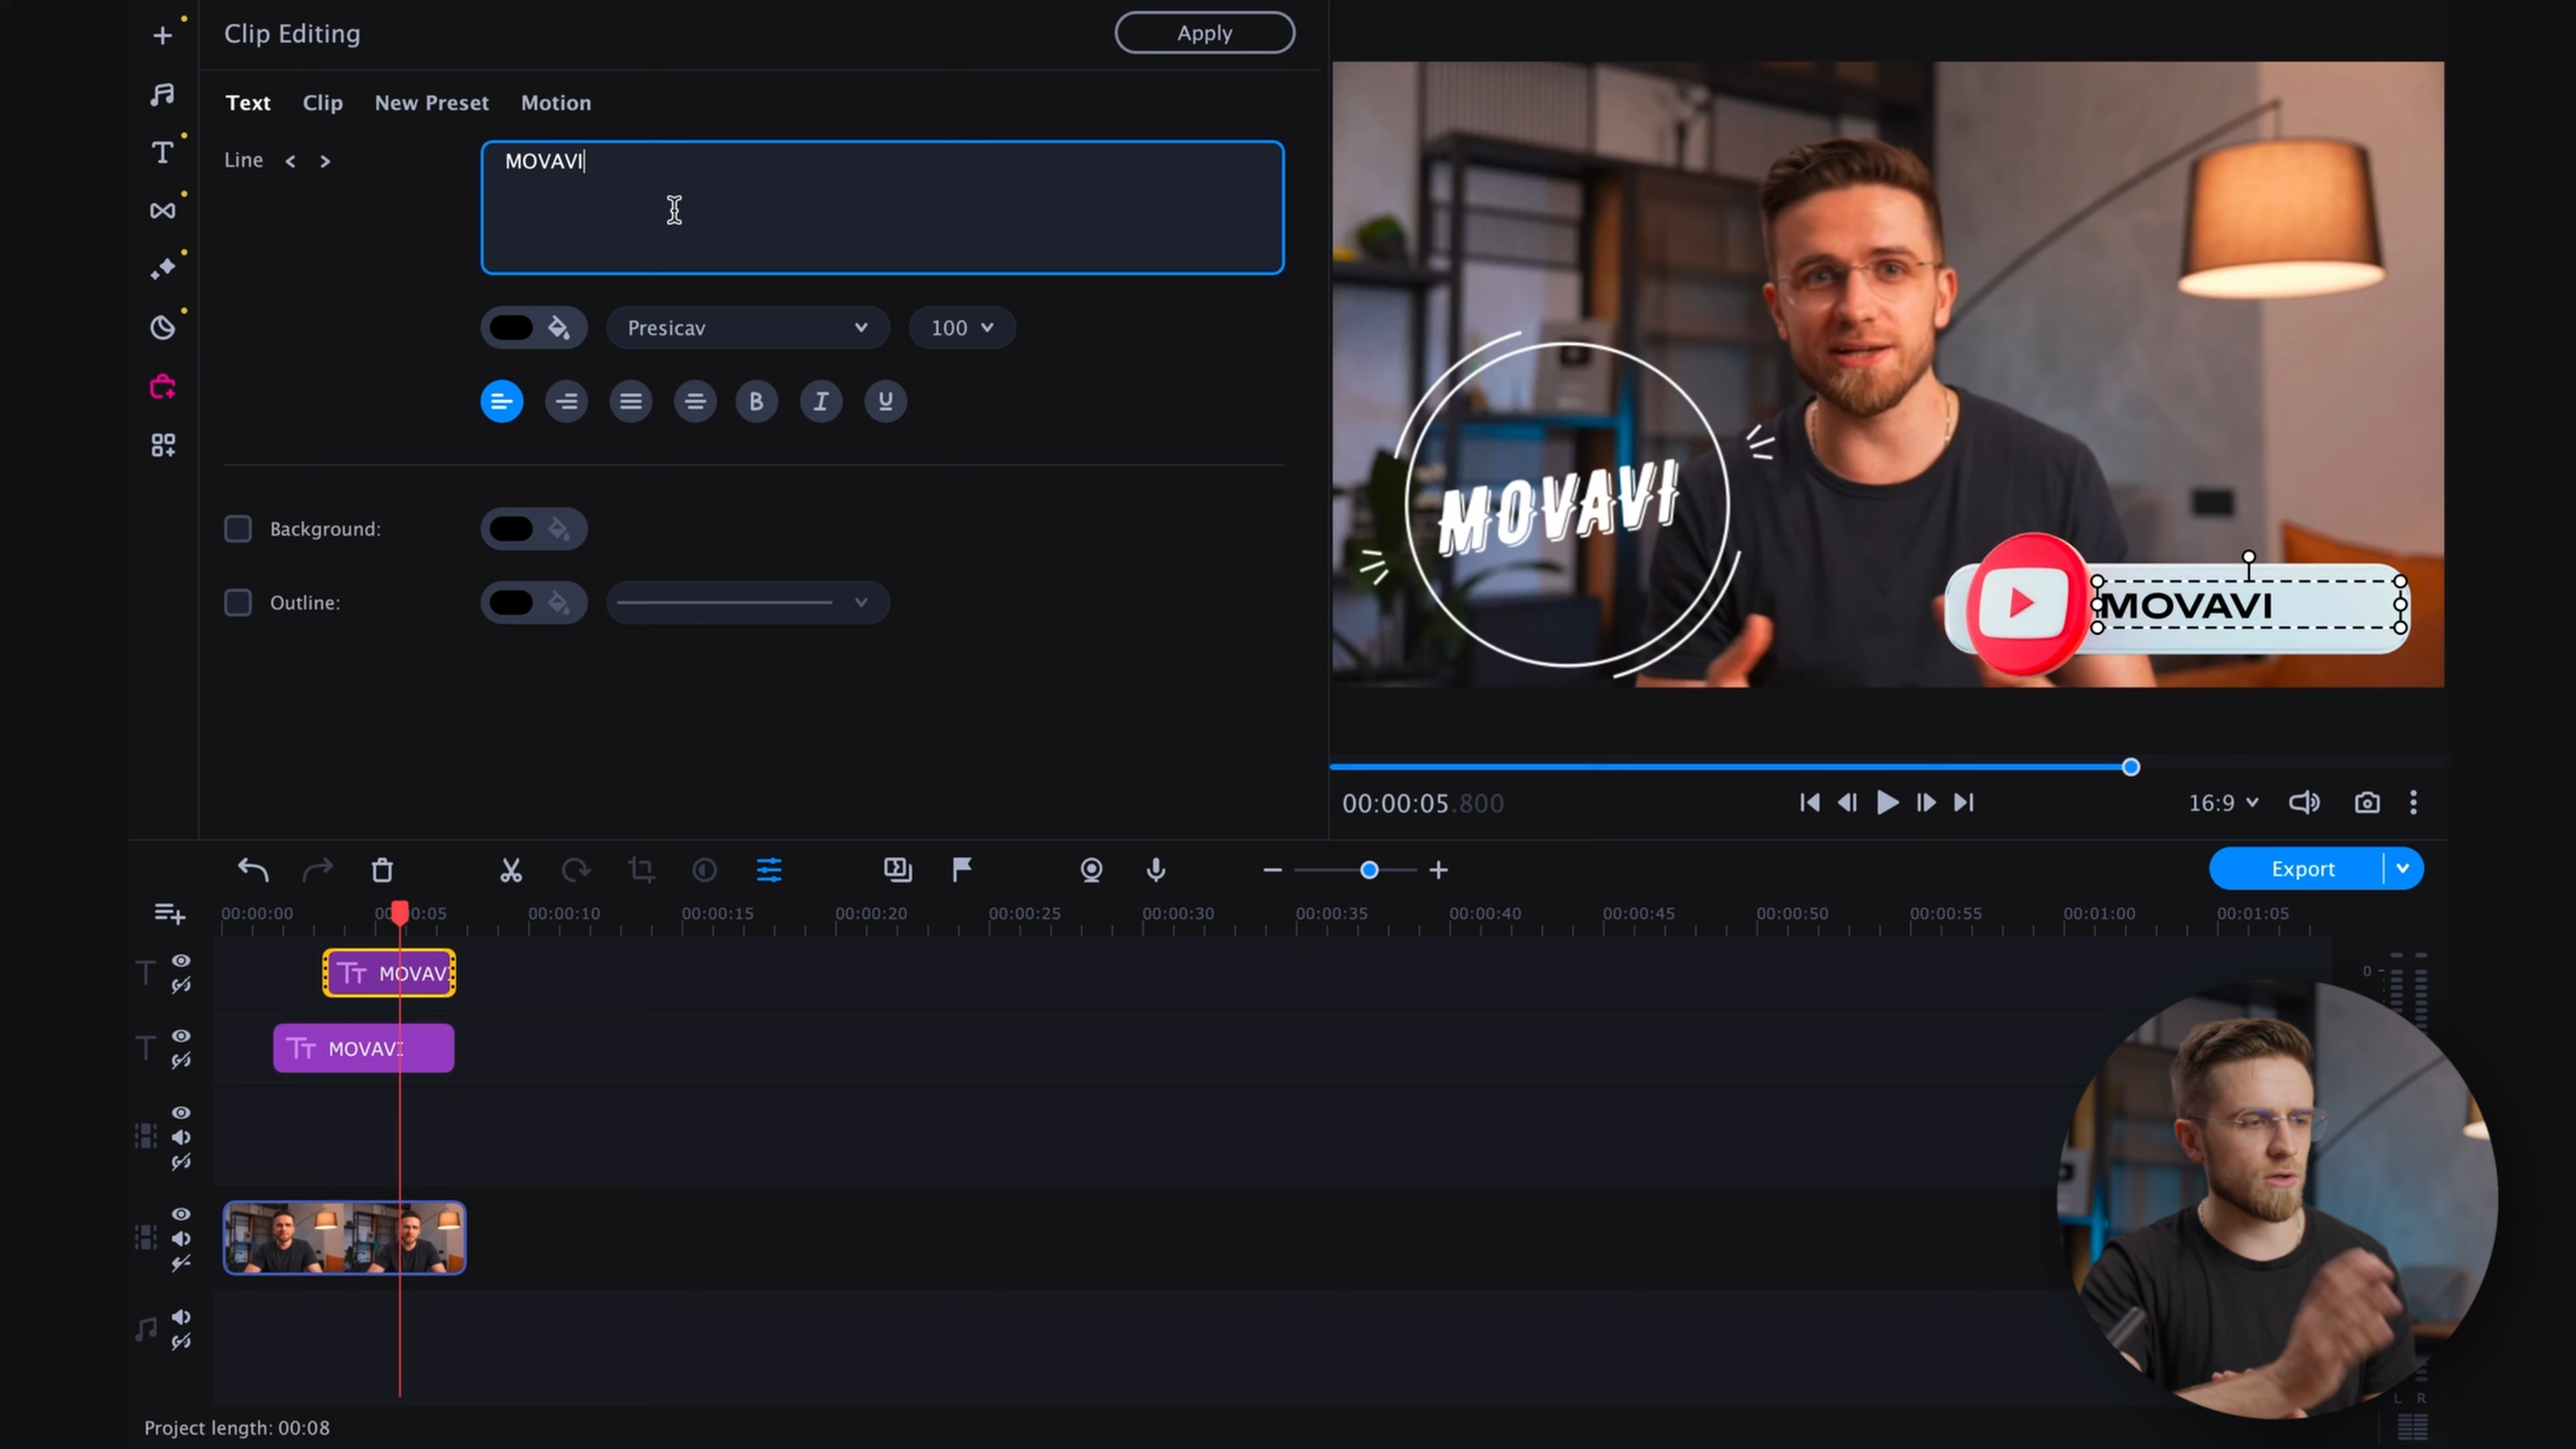 Clip Editing
Apply
Text Clip New Preset Motion
Line
MOVAVI
Presicav
100
B I U
Background:
Outline:
MOVAVI
MOVAVI
00:00:05.800
16:9
Export
00:00:00 00:00:05 00:00:10 00:00:15 00:00:20 00:00:25 00:00:30 00:00:35 00:00:40 00:00:45 00:00:50 00:00:55 00:01:00 00:01:05
MOVAVI
MOVAVI
0
L R
Project length: 00:08